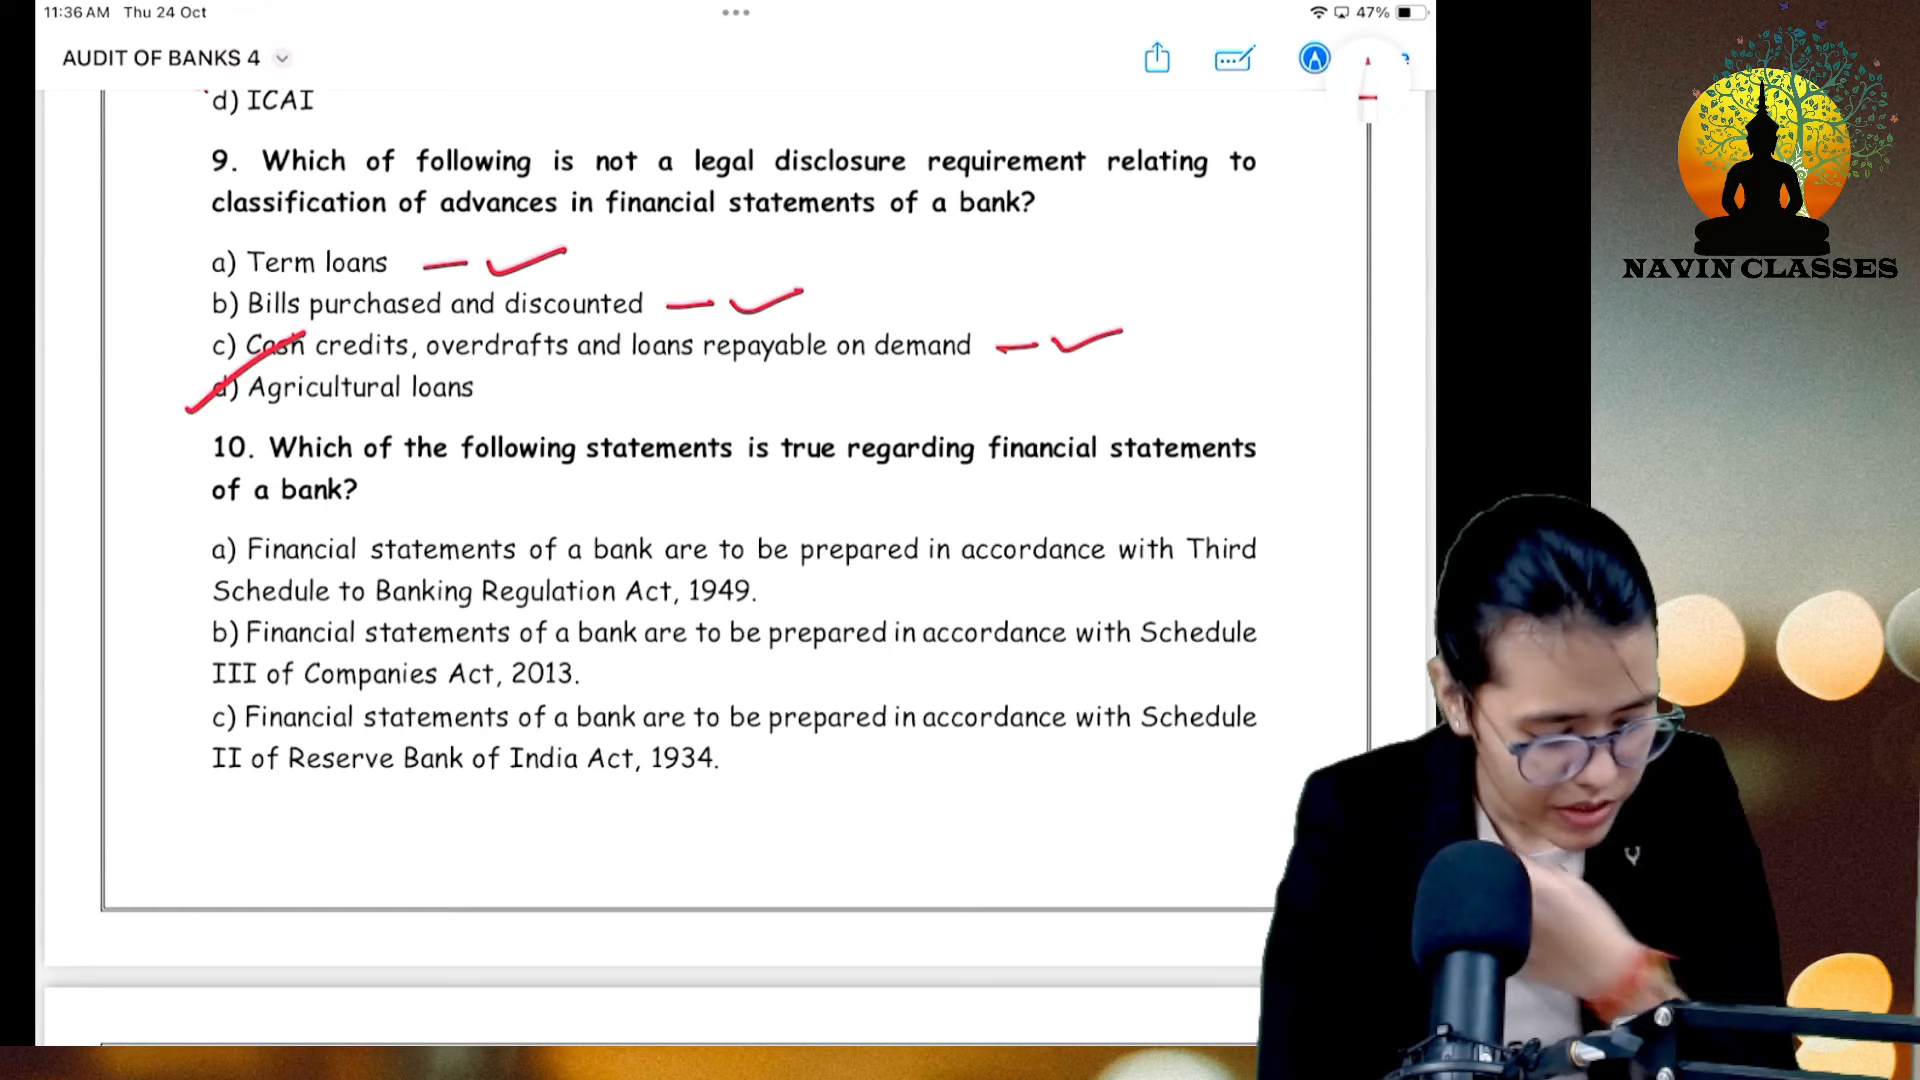 11:36 AM Thu 24 Oct
47%
AUDIT OF BANKS 4
d) ICAI
9. Which of following is not a legal disclosure requirement relating to
classification of advances in financial statements of a bank?
a) Term loans
b) Bills purchased and discounted
c) Cash credits, overdrafts and loans repayable on demand
d) Agricultural loans
10. Which of the following statements is true regarding financial statements
of a bank?
a) Financial statements of a bank are to be prepared in accordance with Third
Schedule to Banking Regulation Act, 1949.
b) Financial statements of a bank are to be prepared in accordance with Schedule
III of Companies Act, 2013.
c) Financial statements of a bank are to be prepared in accordance with Schedule
II of Reserve Bank of India Act, 1934.
NAVIN CLASSES